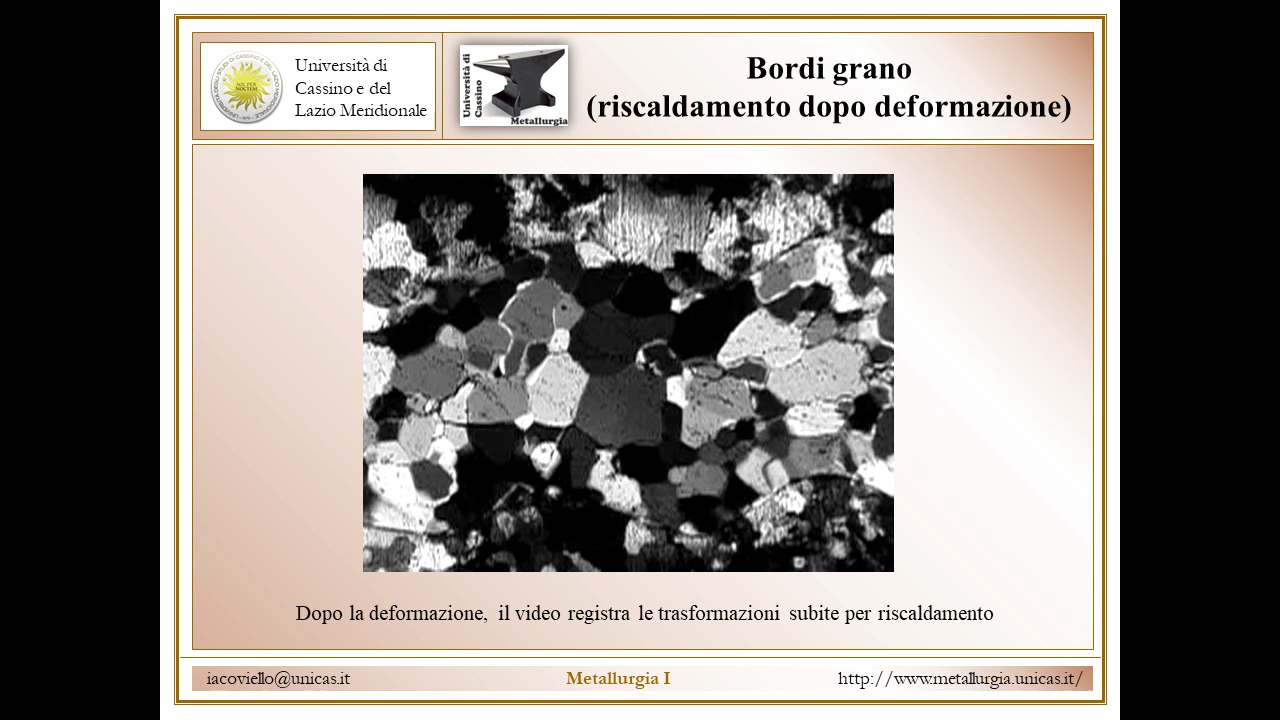 Università di
Cassino e del
Lazio Meridionale
Università di
Cassino
Metallurgia
Bordi grano
(riscaldamento dopo deformazione)
Dopo la deformazione, il video registra le trasformazioni subite per riscaldamento
iacoviello@unicas.it
Metallurgia I
http://www.metallurgia.unicas.it/